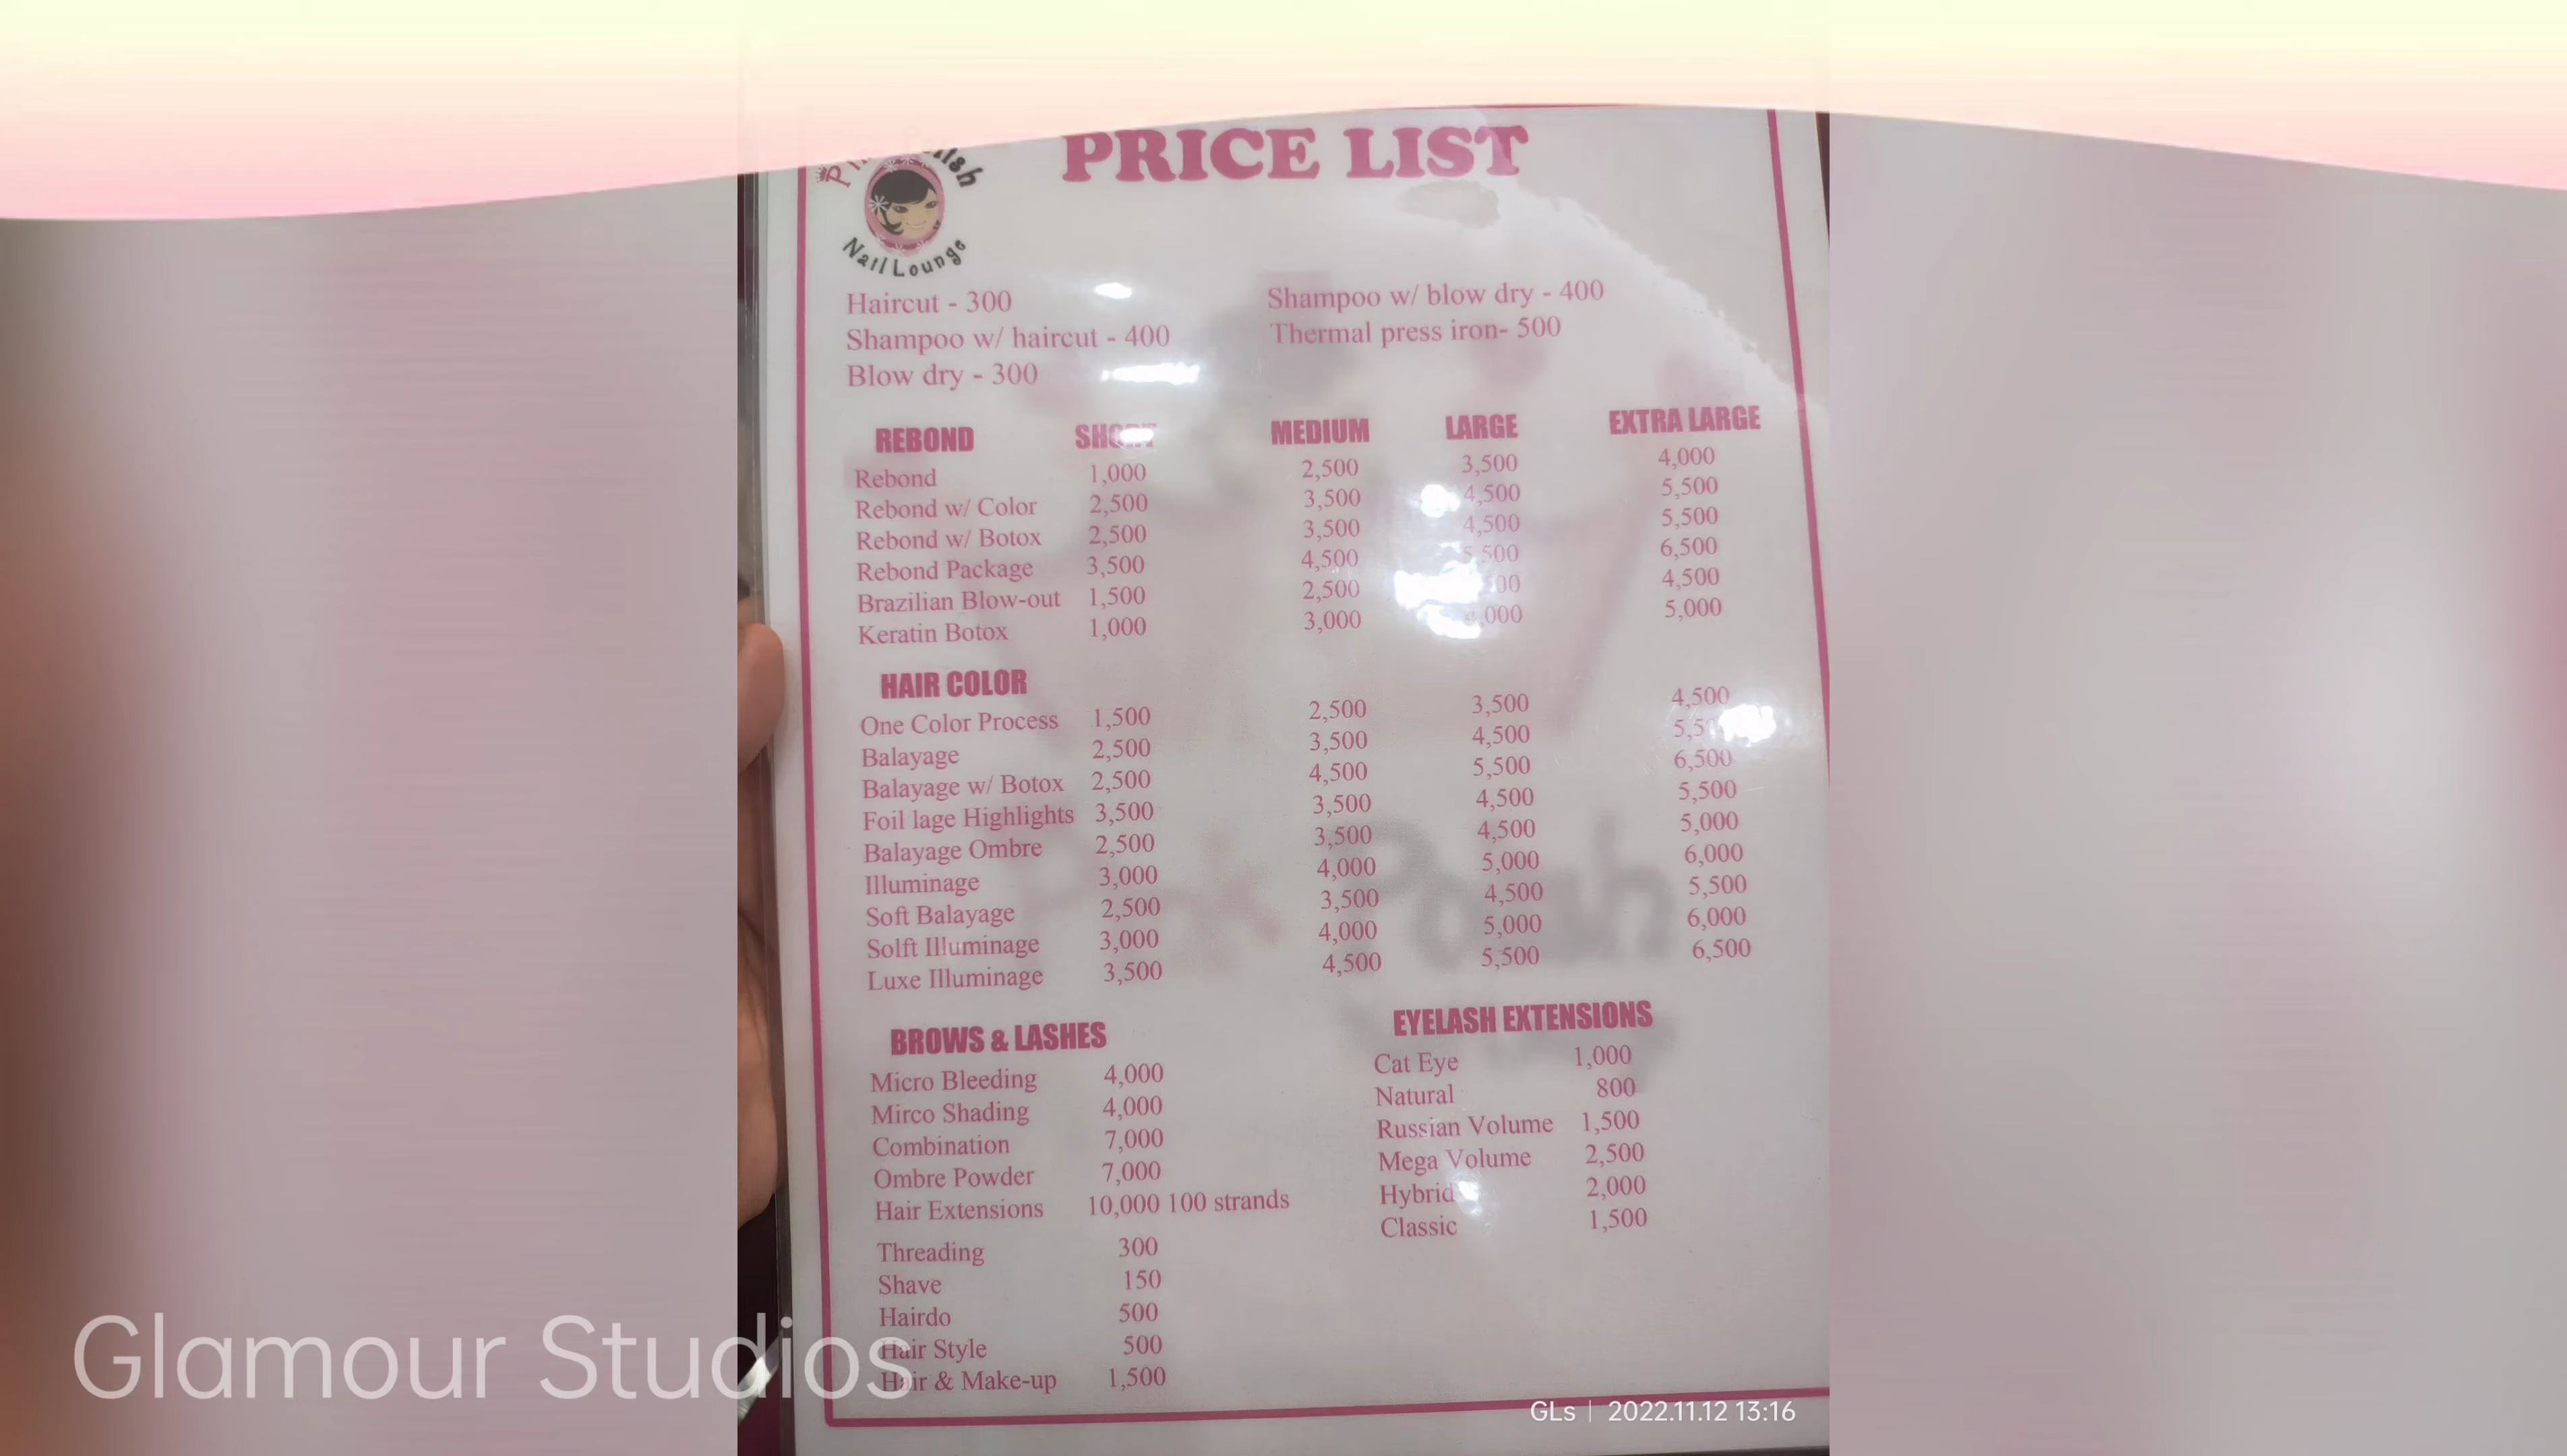 PRICE LIST
Nail Lounge
Haircut - 300
Shampoo w/ haircut - 400
Blow dry - 300
Shampoo w/ blow dry - 400
Thermal press iron- 500
REBOND MEDIUM LARGE EXTRA LARGE
Rebond 1,000 2,500 3,500 4,000
Rebond w/ Color 2,500 3,500 4,500 5,500
Rebond w/ Botox 2,500 3,500 4,500 5,500
Rebond Package 3,500 4,500 5,500 6,500
Brazilian Blow-out 1,500 2,500 4,500
Keratin Botox 1,000 3,000 4,000 5,000
HAIR COLOR
One Color Process 1,500 2,500 3,500 4,500
Balayage 2,500 3,500 4,500
Balayage w/ Botox 2,500 4,500 5,500 6,500
Foil lage Highlights 3,500 3,500 4,500 5,500
Balayage Ombre 2,500 3,500 4,500 5,000
Illuminage 3,000 4,000 5,000 6,000
Soft Balayage 2,500 3,500 4,500 5,500
Solft Illuminage 3,000 4,000 5,000 6,000
Luxe Illuminage 3,500 4,500 5,500 6,500
BROWS & LASHES
Micro Bleeding 4,000
Mirco Shading 4,000
Combination 7,000
Ombre Powder 7,000
Hair Extensions 10,000 100 strands
Threading 300
Shave 150
Hairdo 500
Hair Style 500
Hair & Make-up 1,500
EYELASH EXTENSIONS
Cat Eye 1,000
Natural 800
Russian Volume 1,500
Mega Volume 2,500
Hybrid 2,000
Classic 1,500
Glamour Studios
GLs | 2022.11.12 13:16